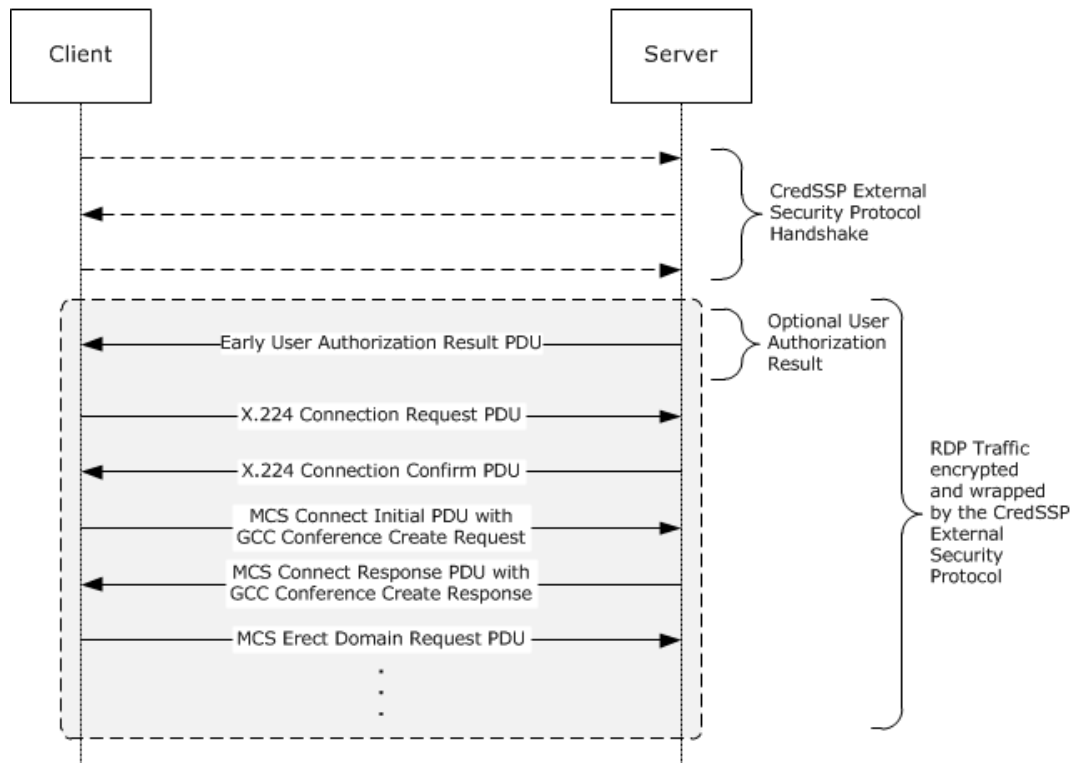 Client
Server
CredSSP External
Security Protocol
Handshake
Optional User
Authorization
Result
Early User Authorization Result PDU
X.224 Connection Request PDU
X.224 Connection Confirm PDU
MCS Connect Initial PDU with
GCC Conference Create Request
MCS Connect Response PDU with
GCC Conference Create Response
MCS Erect Domain Request PDU
RDP Traffic
encrypted
and wrapped
by the CredSSP
External
Security
Protocol